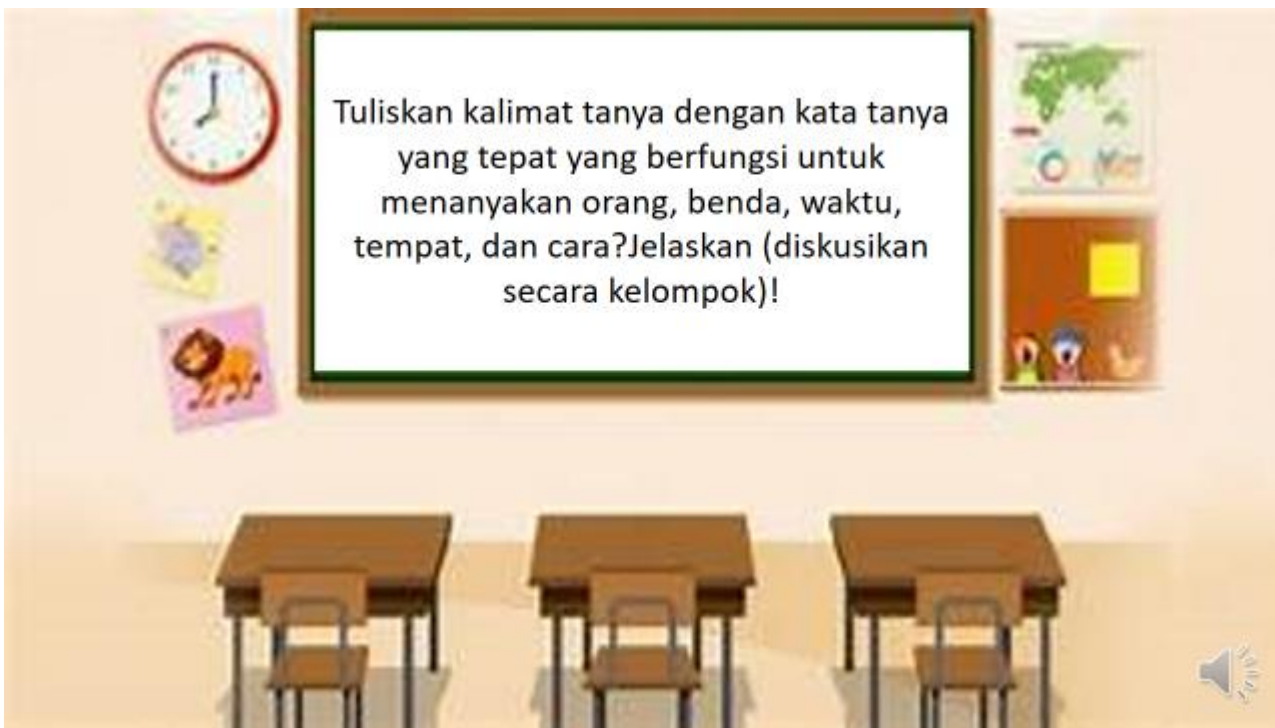 Tuliskan kalimat tanya dengan kata tanya
yang tepat yang berfungsi untuk
menanyakan orang, benda, waktu,
tempat, dan cara?Jelaskan (diskusikan
secara kelompok)!